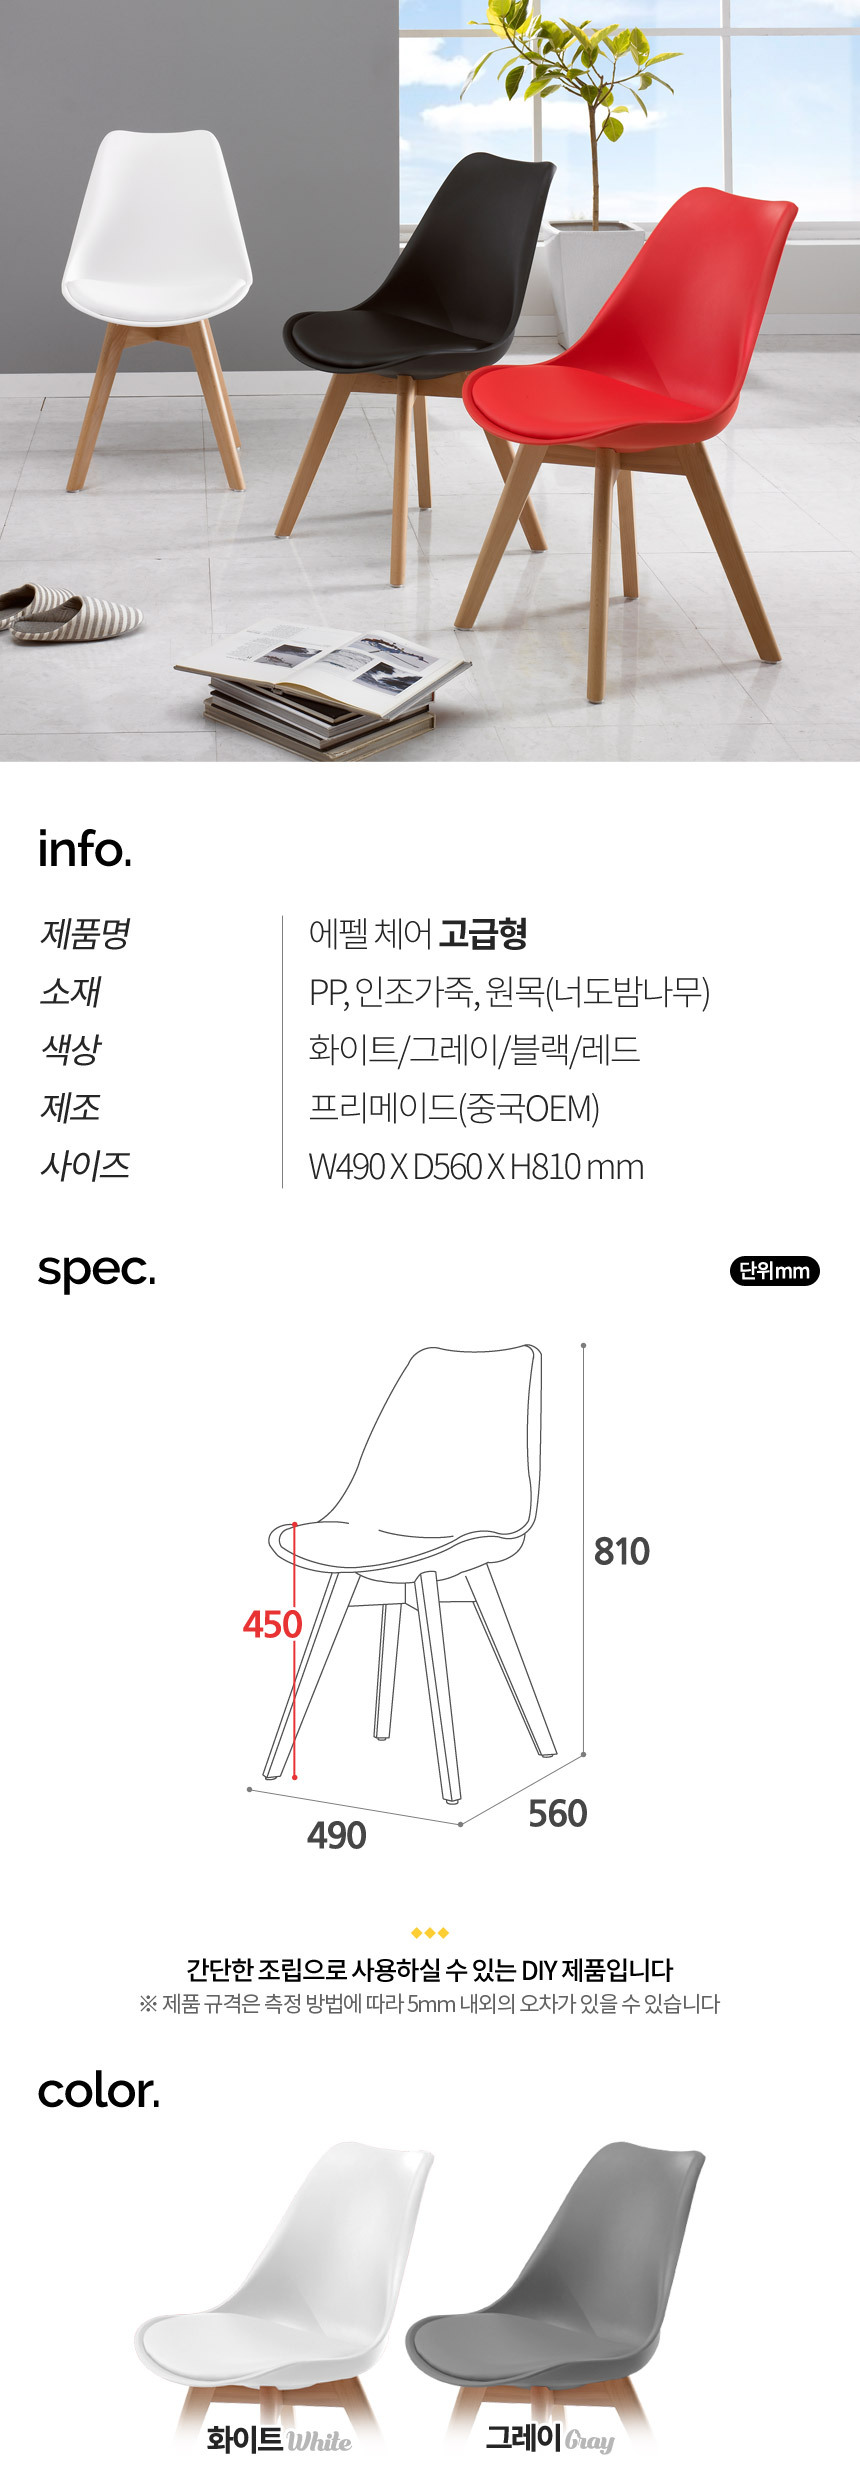 info.
제품명 에펠 체어 고급형
소재 PP, 인조가죽, 원목(너도밤나무)
색상 화이트/그레이/블랙/레드
제조 프리메이드(중국OEM)
사이즈 W490 X D560 X H810 mm
spec. 단위mm
810
450
560
490
간단한 조립으로 사용하실 수 있는 DIY 제품입니다
※ 제품 규격은 측정 방법에 따라 5mm 내외의 오차가 있을 수 있습니다
color.
화이트 White 그레이 Gray